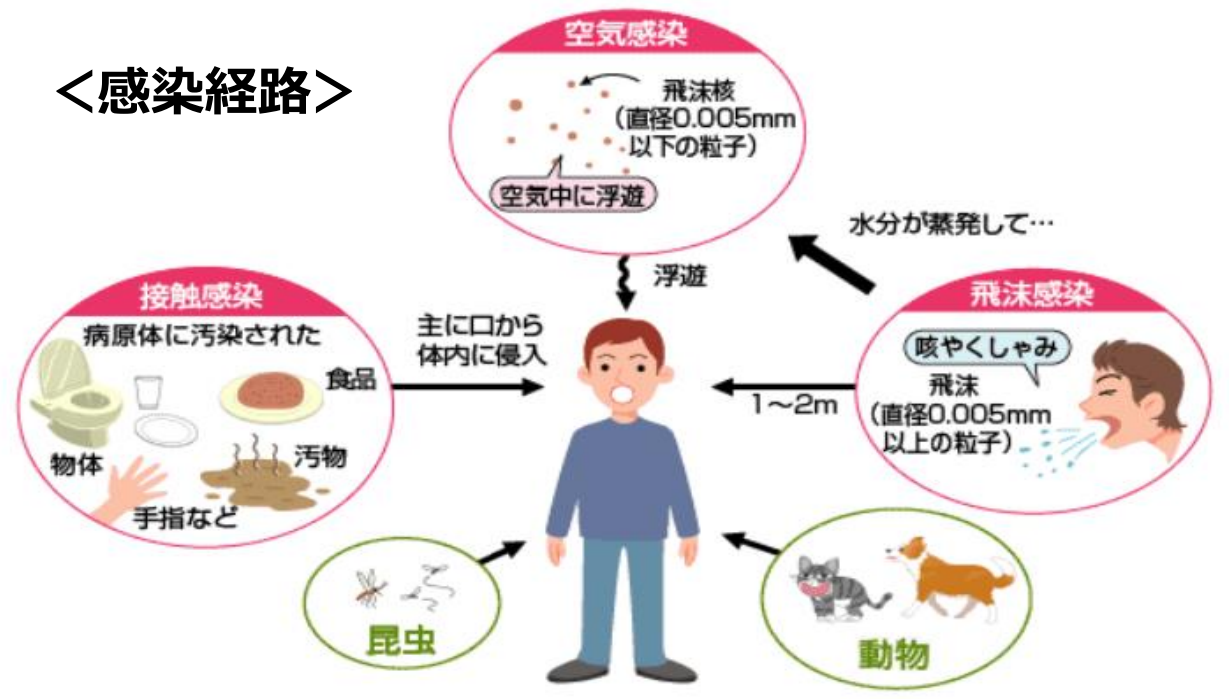 <感染経路>
空気感染
飛沫核
(直径0.005mm
以下の粒子)
空気中に浮遊
水分が蒸発して…
浮遊
接触感染
病原体に汚染された
食品
物体
汚物
手指など
主に口から
体内に侵入
飛沫感染
咳やくしゃみ
飛沫
(直径0.005mm
以上の粒子)
1〜2m
昆虫
動物